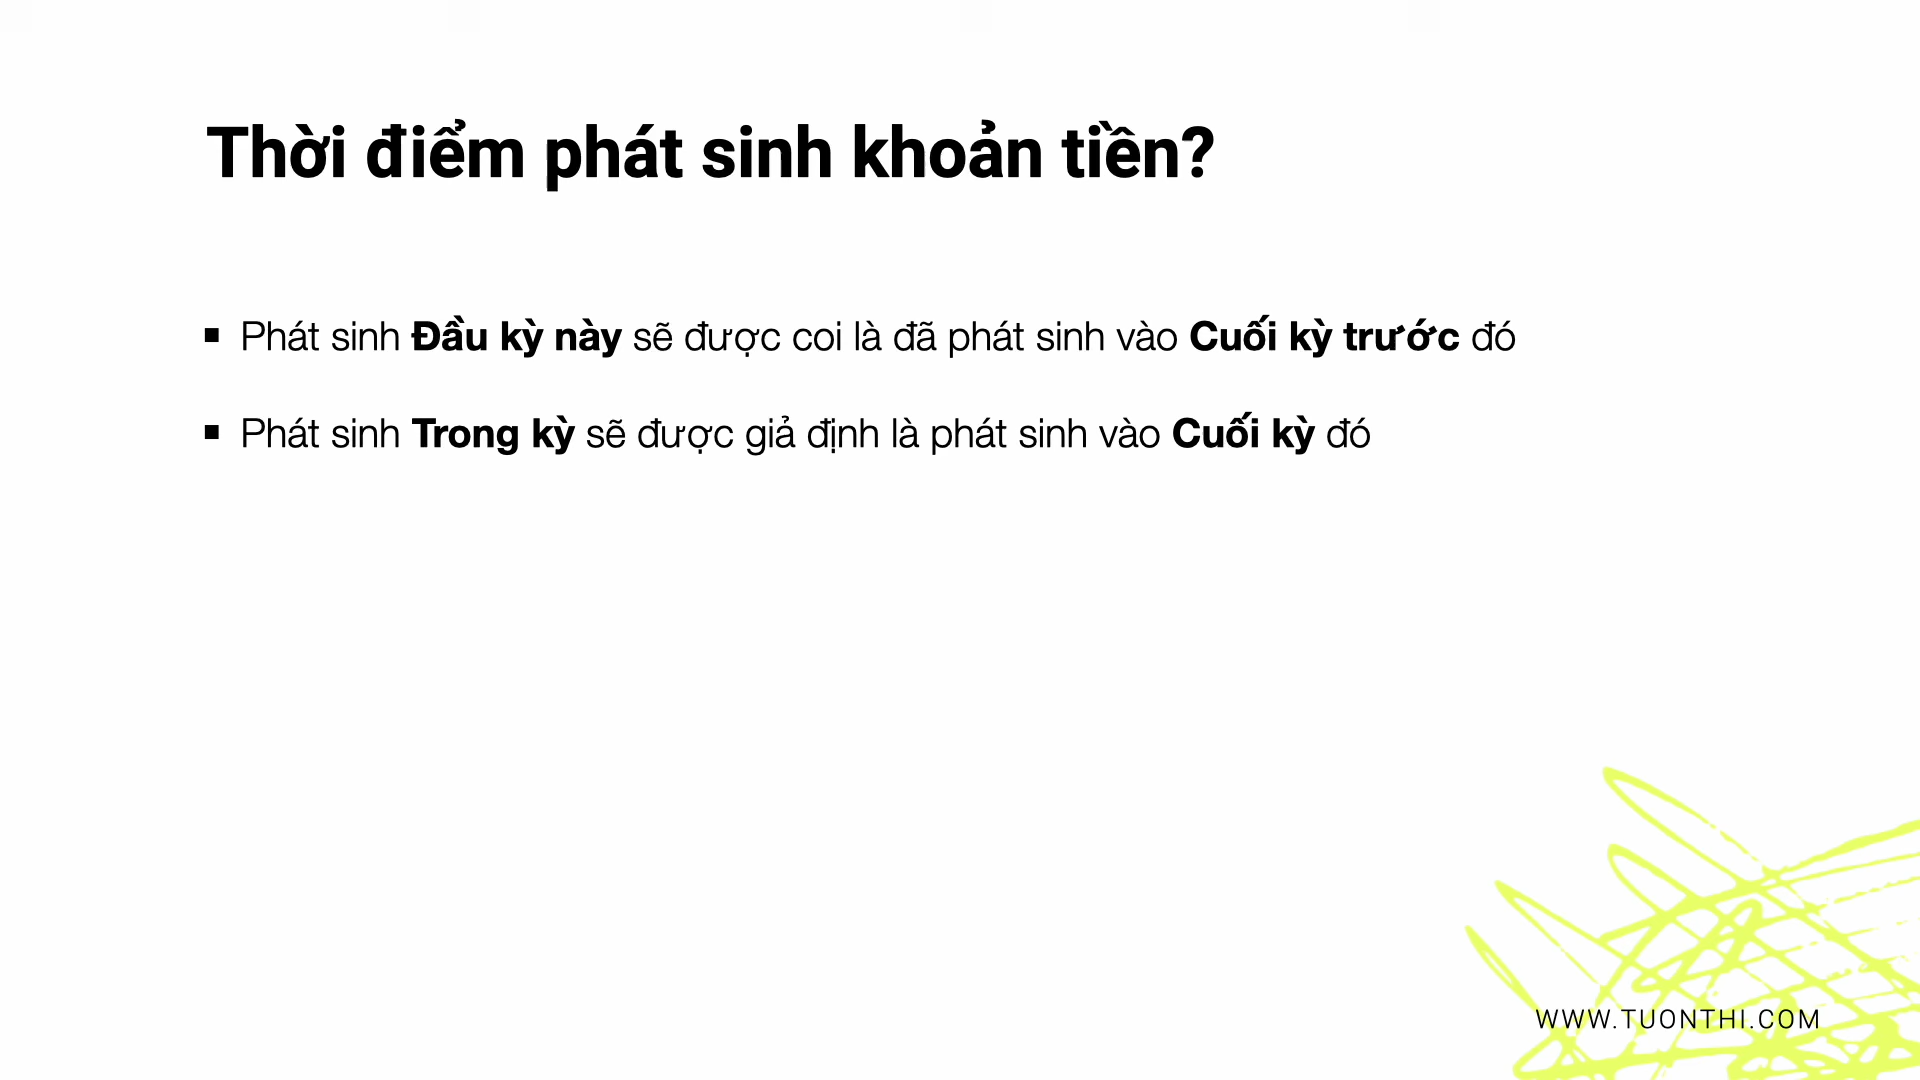 Thời điểm phát sinh khoản tiền?
▪ Phát sinh Đầu kỳ này sẽ được coi là đã phát sinh vào Cuối kỳ trước đó
▪ Phát sinh Trong kỳ sẽ được giả định là phát sinh vào Cuối kỳ đó
WWW.TUONTHI.COM